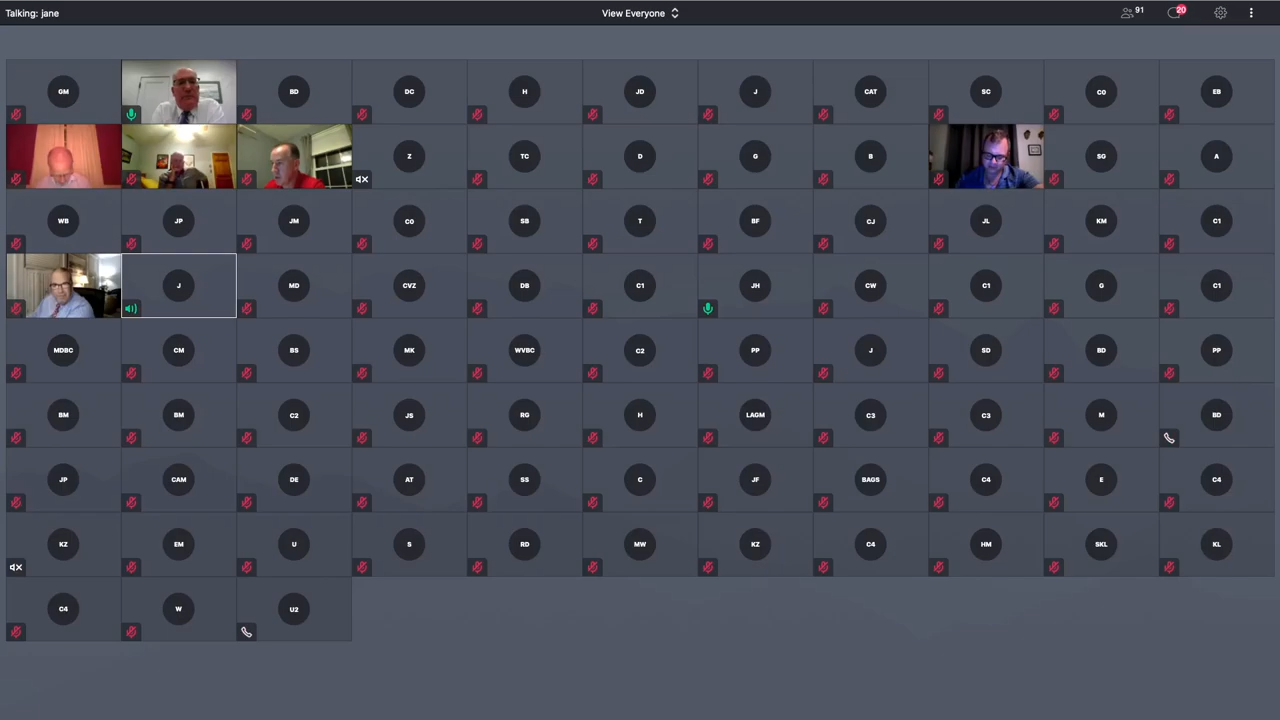 Talking: jane View Everyone 91 20
GM BD DC H JD J CAT SC C0 EB
Z TC D G B SG A
WB JP JM C0 SB T BF CJ JL KM C1
J MD CVZ DB C1 JH CW C1 G C1
MDBC CM BS MK WVBC C2 PP J SD BD PP
BM BM C2 JS RG H LAGM C3 C3 M BD
JP CAM DE AT SS C JF BAGS C4 E C4
KZ EM U S RD MW KZ C4 HM SKL KL
C4 W U2